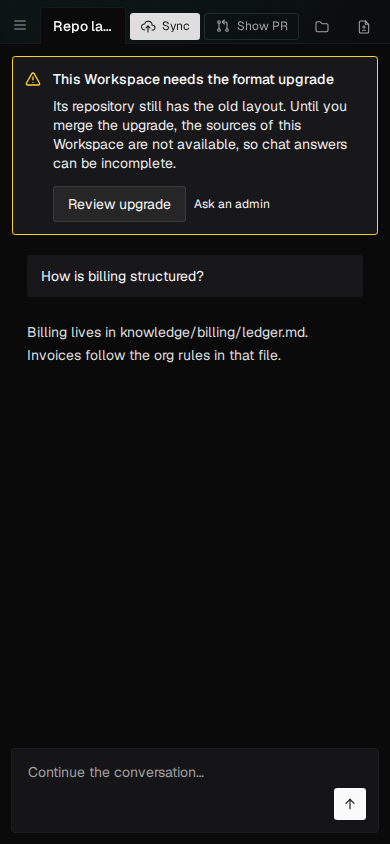 Repo la...
Sync
Show PR
This Workspace needs the format upgrade
Its repository still has the old layout. Until you
merge the upgrade, the sources of this
Workspace are not available, so chat answers
can be incomplete.
Review upgrade
Ask an admin
How is billing structured?
Billing lives in knowledge/billing/ledger.md.
Invoices follow the org rules in that file.
Continue the conversation...